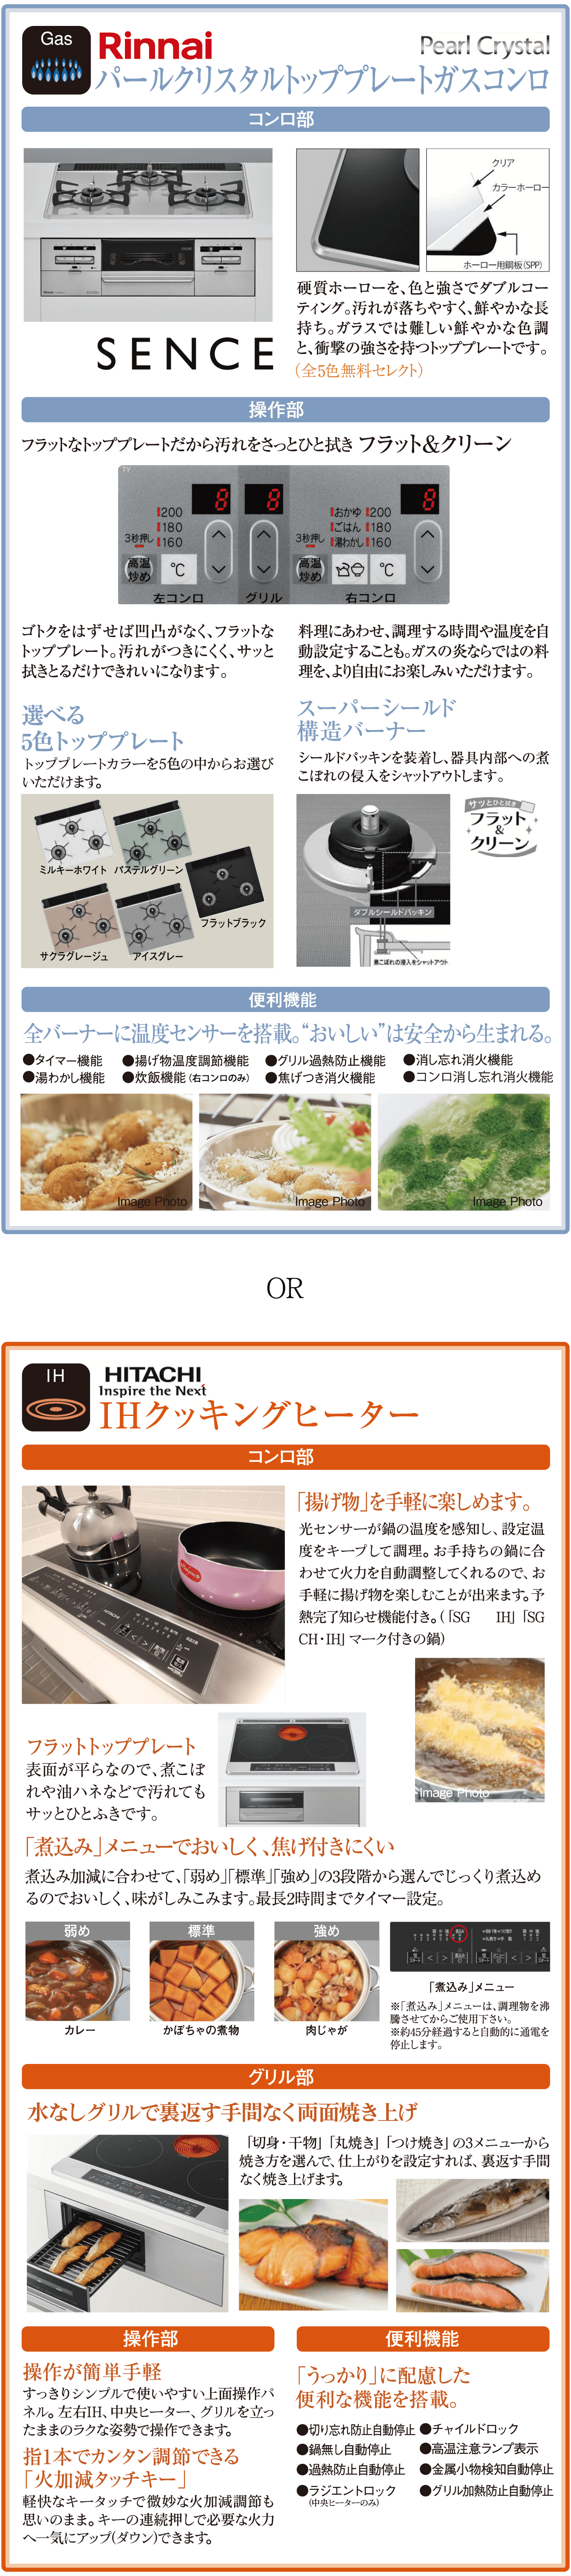 Gas
Rinnai
Pearl Crystal
パールクリスタルトッププレートガスコンロ
コンロ部
クリア
カラーホーロー
ホーロー用鋼板(SPP)
SENCE
硬質ホーローを、色と強さでダブルコー
ティング。汚れが落ちやすく、鮮やかな長
持ち。ガラスでは難しい鮮やかな色調
と、衝撃の強さを持つトッププレートです。
（全5色無料セレクト）
操作部
フラットなトッププレートだから汚れをさっとひと拭き フラット&クリーン
200
180
160
3秒押し
高温
炒め
℃
左コンロ
グリル
おかゆ 200
ごはん 180
湯わかし 160
3秒押し
高温
炒め
℃
右コンロ
ゴトクをはずせば凹凸がなく、フラットな
トッププレート。汚れがつきにくく、サッと
拭きとるだけできれいになります。
料理にあわせ、調理する時間や温度を自
動設定することも。ガスの炎ならではの料
理を、より自由にお楽しみいただけます。
選べる
5色トッププレート
トッププレートカラーを5色の中からお選び
いただけます。
ミルキーホワイト
パステルグリーン
フラットブラック
サクラグレージュ
アイスグレー
スーパーシールド
構造バーナー
シールドパッキンを装着し、器具内部への煮
こぼれの侵入をシャットアウトします。
サッとひと拭き
フラット
&
クリーン
ダブルシールドパッキン
煮こぼれの侵入をシャットアウト
便利機能
全バーナーに温度センサーを搭載。“おいしい”は安全から生まれる。
●タイマー機能 ●揚げ物温度調節機能 ●グリル過熱防止機能 ●消し忘れ消火機能
●湯わかし機能 ●炊飯機能（右コンロのみ） ●焦げつき消火機能 ●コンロ消し忘れ消火機能
Image Photo
Image Photo
Image Photo
OR
IH
HITACHI
Inspire the Next
IHクッキングヒーター
コンロ部
「揚げ物」を手軽に楽しめます。
光センサーが鍋の温度を感知し、設定温
度をキープして調理。お手持ちの鍋に合
わせて火力を自動調整してくれるので、お
手軽に揚げ物を楽しむことが出来ます。予
熱完了知らせ機能付き。（「SG IH」「SG
CH・IH」マーク付きの鍋）
HITACHI
Image Photo
フラットトッププレート
表面が平らなので、煮こぼ
れや油ハネなどで汚れても
サッとひとふきです。
「煮込み」メニューでおいしく、焦げ付きにくい
煮込み加減に合わせて、「弱め」「標準」「強め」の3段階から選んでじっくり煮込め
るのでおいしく、味がしみこみます。最長2時間までタイマー設定。
弱め
カレー
標準
かぼちゃの煮物
強め
肉じゃが
「煮込み」メニュー
※「煮込み」メニューは、調理物を沸
騰させてからご使用下さい。
※約45分経過すると自動的に通電を
停止します。
グリル部
水なしグリルで裏返す手間なく両面焼き上げ
「切身・干物」「丸焼き」「つけ焼き」の3メニューから
焼き方を選んで、仕上がりを設定すれば、裏返す手間
なく焼き上げます。
操作部
操作が簡単手軽
すっきりシンプルで使いやすい上面操作パ
ネル。左右IH、中央ヒーター、グリルを立っ
たままのラクな姿勢で操作できます。
指1本でカンタン調節できる
「火加減タッチキー」
軽快なキータッチで微妙な火加減調節も
思いのまま。キーの連続押しで必要な火力
へ一気にアップ(ダウン)できます。
便利機能
「うっかり」に配慮した
便利な機能を搭載。
●切り忘れ防止自動停止 ●チャイルドロック
●鍋無し自動停止 ●高温注意ランプ表示
●過熱防止自動停止 ●金属小物検知自動停止
●ラジエントロック ●グリル加熱防止自動停止
(中央ヒーターのみ)